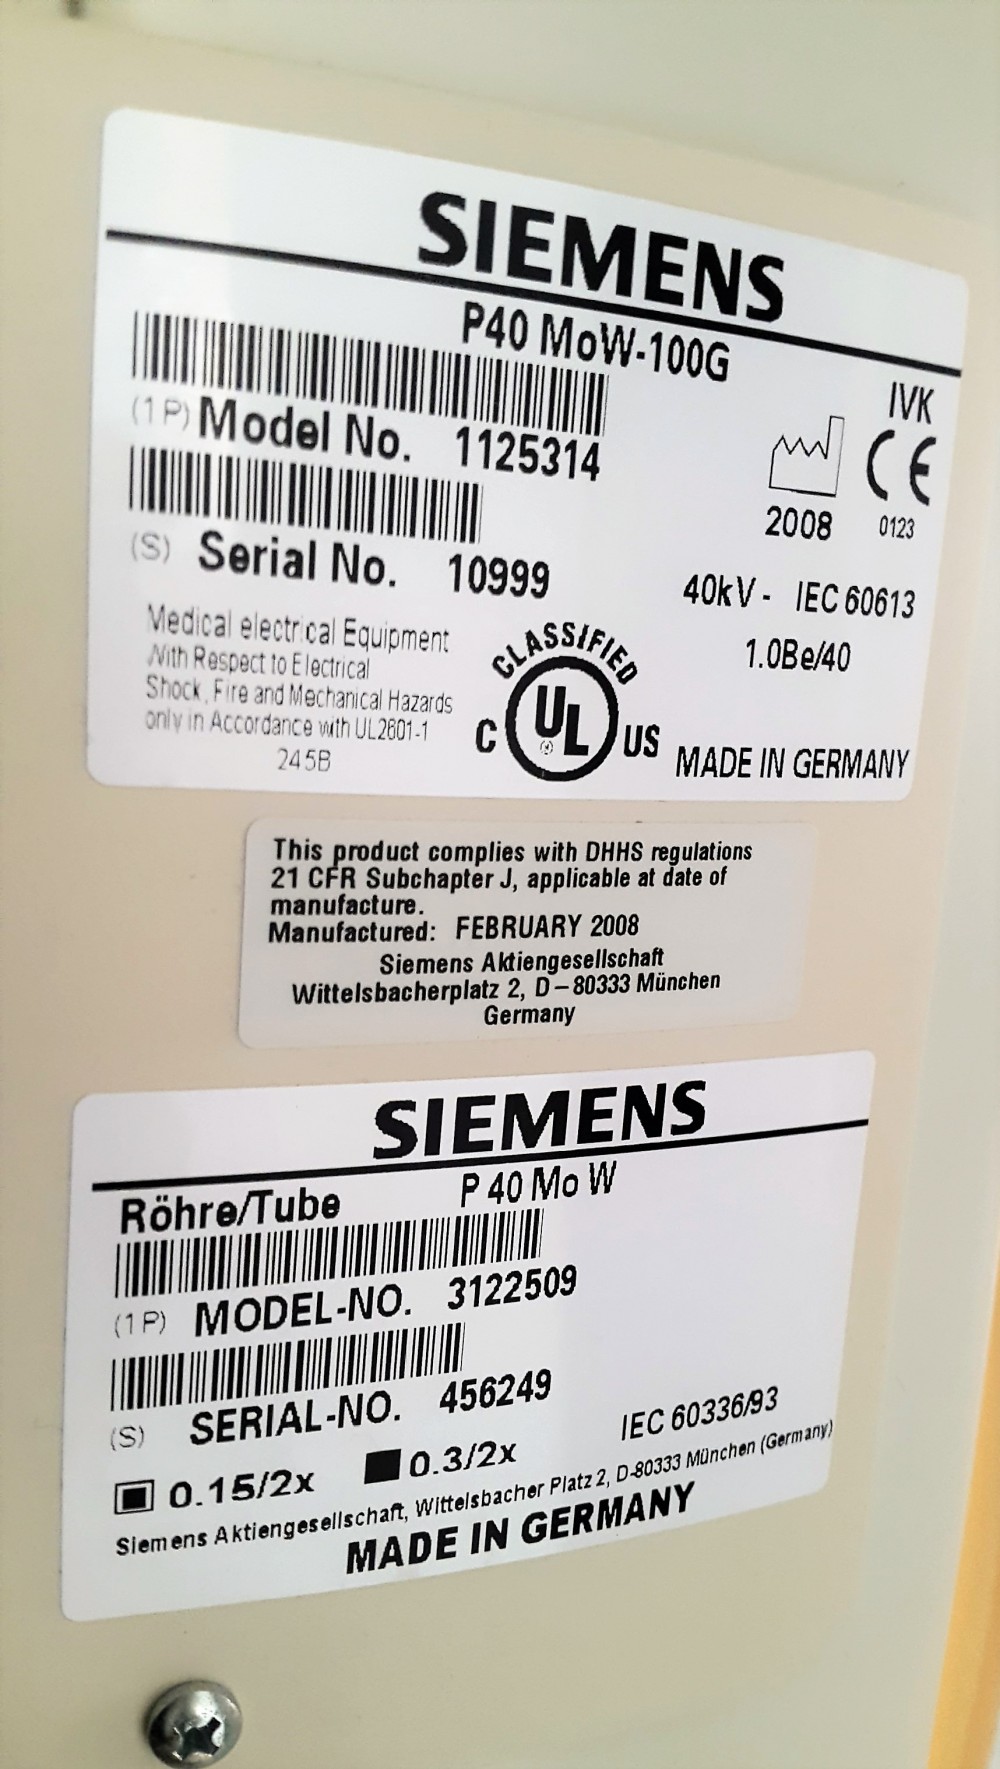 SIEMENS
P40 MoW-100G
IVK
(1P) Model No. 1125314
2008
CE
0123
(S) Serial No. 10999
40kV - IEC 60613
1.0Be/40
Medical electrical Equipment
With Respect to Electrical
Shock, Fire and Mechanical Hazards
only in Accordance with UL2601-1
245B
CLASSIFIED
C UL US
MADE IN GERMANY
This product complies with DHHS regulations
21 CFR Subchapter J, applicable at date of
manufacture.
Manufactured: FEBRUARY 2008
Siemens Aktiengesellschaft
Wittelsbacherplatz 2, D – 80333 München
Germany
SIEMENS
Röhre/Tube P 40 Mo W
(1P) MODEL-NO. 3122509
(S) SERIAL-NO. 456249
IEC 60336/93
0.15/2x 0.3/2x
Siemens Aktiengesellschaft, Wittelsbacher Platz 2, D-80333 München (Germany)
MADE IN GERMANY